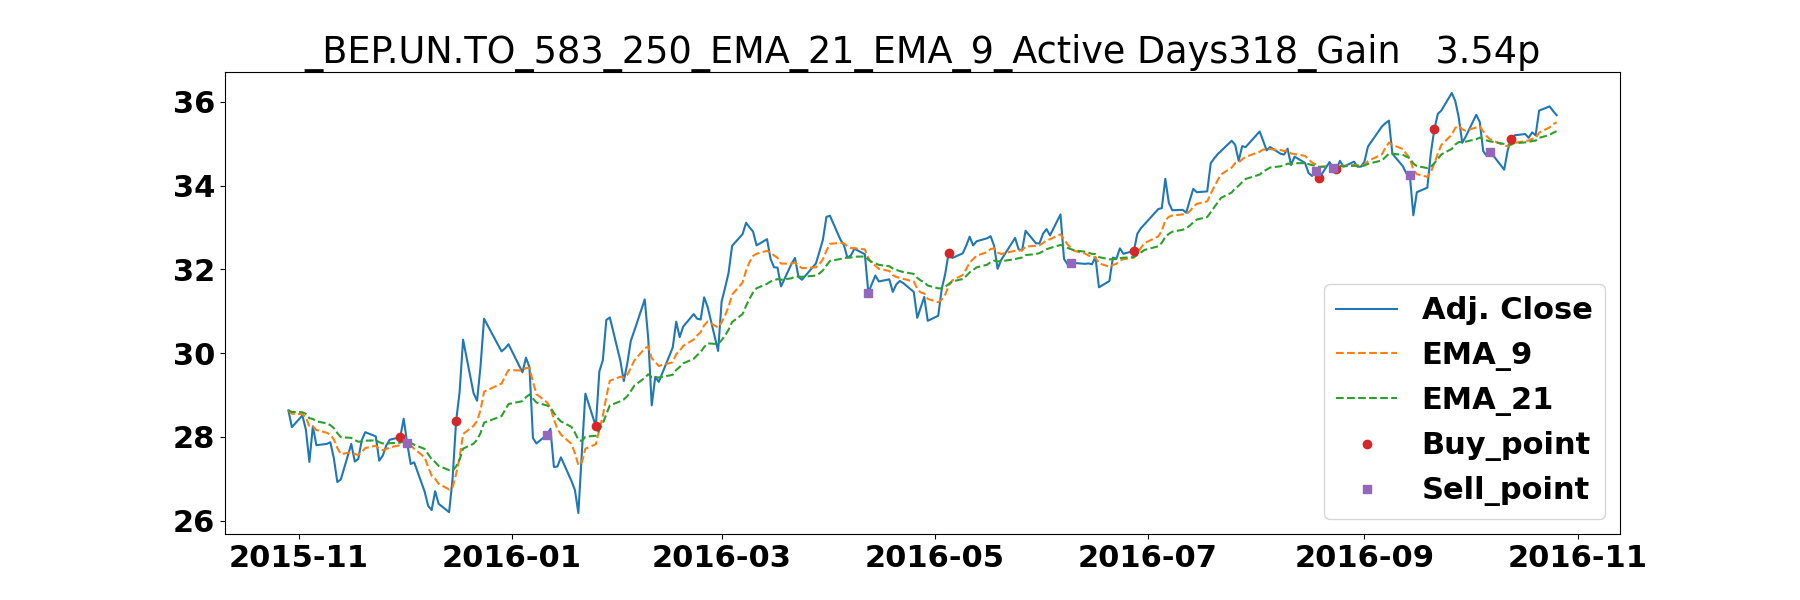 _BEP.UN.TO_583_250_EMA_21_EMA_9_Active Days318_Gain   3.54p
36
34
32
30
28
26
2015-11 2016-01 2016-03 2016-05 2016-07 2016-09 2016-11
Adj. Close
EMA_9
EMA_21
Buy_point
Sell_point